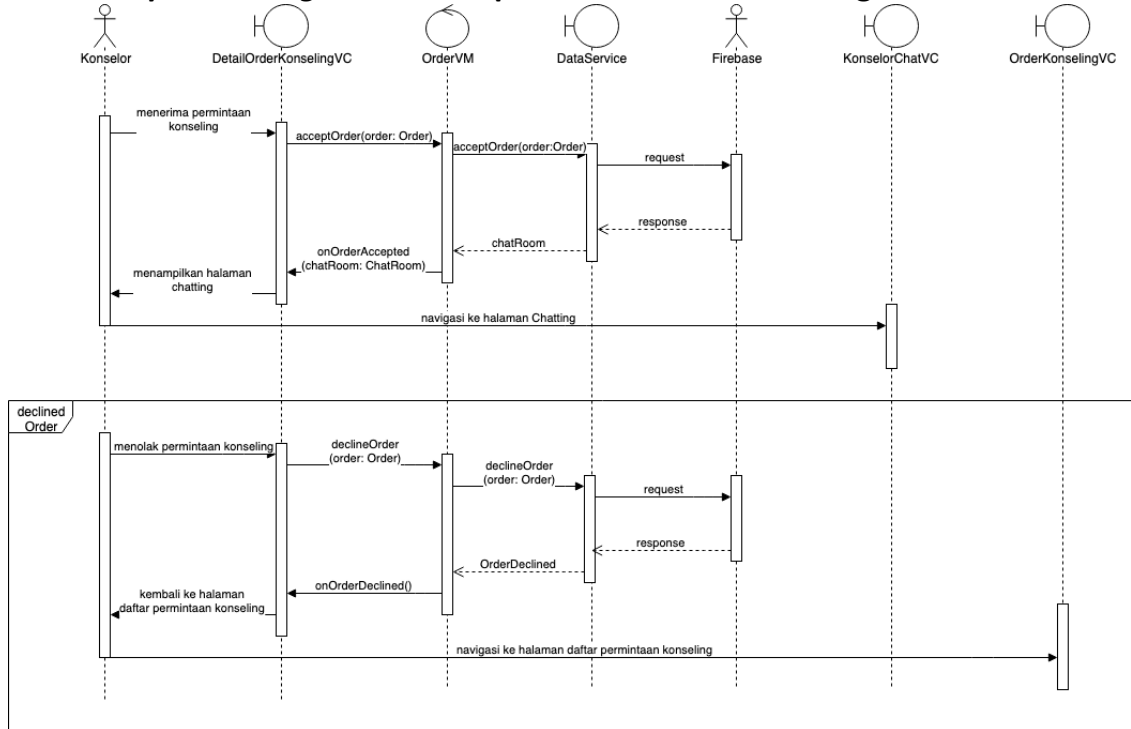 Konselor
DetailOrderKonselingVC
OrderVM
DataService
Firebase
KonselorChatVC
OrderKonselingVC
menerima permintaan
konseling
acceptOrder(order: Order)
acceptOrder(order:Order)
request
response
chatRoom
onOrderAccepted
(chatRoom: ChatRoom)
menampilkan halaman
chatting
navigasi ke halaman Chatting
declined
Order
menolak permintaan konseling
declineOrder
(order: Order)
declineOrder
(order: Order)
request
response
OrderDeclined
onOrderDeclined()
kembali ke halaman
daftar permintaan konseling
navigasi ke halaman daftar permintaan konseling